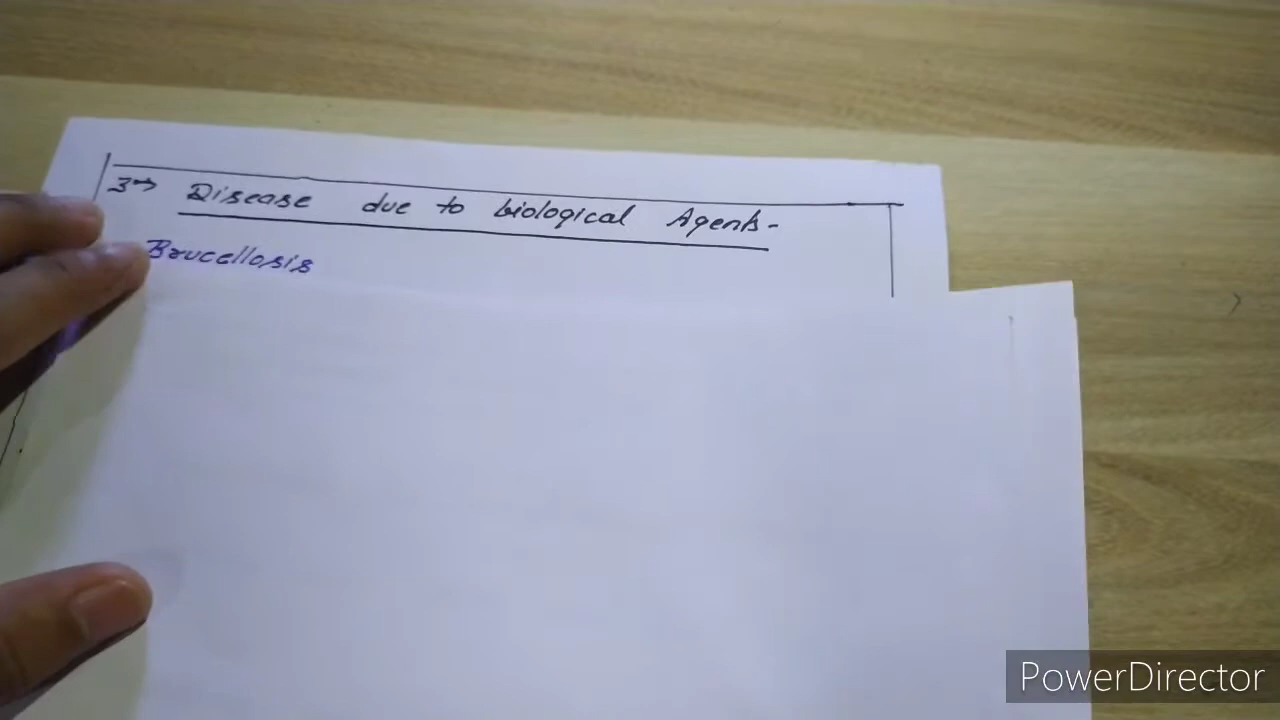 3→ Disease due to biological Agents-
Brucellosis
PowerDirector